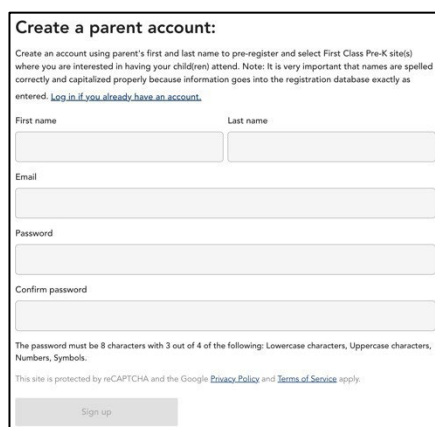 Create a parent account:
Create an account using parent's first and last name to pre-register and select First Class Pre-K site(s)
where you are interested in having your child(ren) attend. Note: It is very important that names are spelled
correctly and capitalized properly because information goes into the registration database exactly as
entered. Log in if you already have an account.
First name Last name
Email
Password
Confirm password
The password must be 8 characters with 3 out of 4 of the following: Lowercase characters, Uppercase characters,
Numbers, Symbols.
This site is protected by reCAPTCHA and the Google Privacy Policy and Terms of Service apply.
Sign up